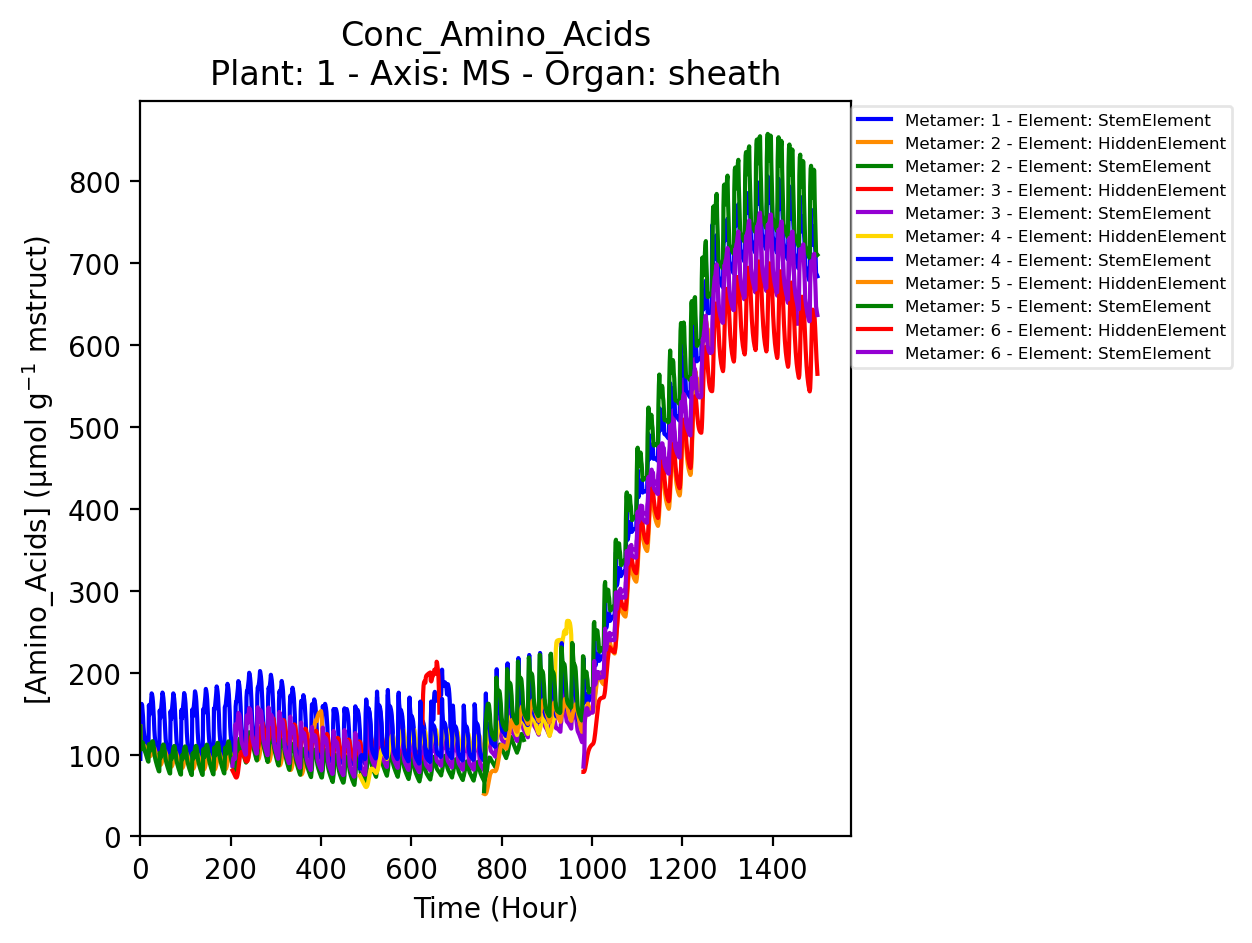 Conc_Amino_Acids
Plant: 1 - Axis: MS - Organ: sheath
[Amino_Acids] (µmol g⁻¹ mstruct)
800
700
600
500
400
300
200
100
0
0 200 400 600 800 1000 1200 1400
Time (Hour)
Metamer: 1 - Element: StemElement
Metamer: 2 - Element: HiddenElement
Metamer: 2 - Element: StemElement
Metamer: 3 - Element: HiddenElement
Metamer: 3 - Element: StemElement
Metamer: 4 - Element: HiddenElement
Metamer: 4 - Element: StemElement
Metamer: 5 - Element: HiddenElement
Metamer: 5 - Element: StemElement
Metamer: 6 - Element: HiddenElement
Metamer: 6 - Element: StemElement